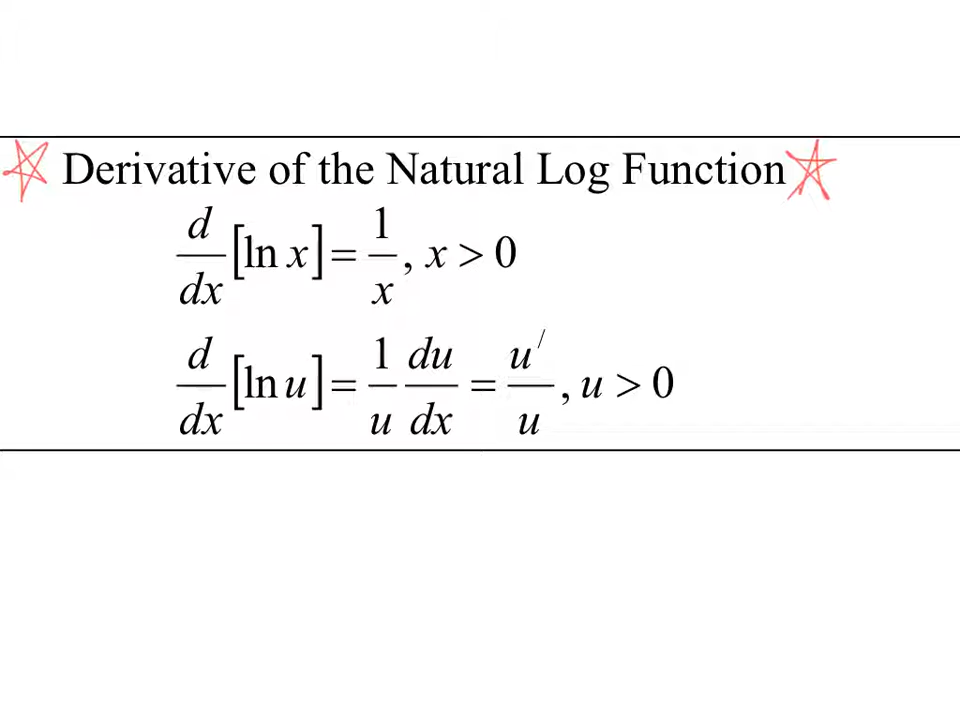 Derivative of the Natural Log Function
d/dx [ln x] = 1/x, x > 0
d/dx [ln u] = 1/u du/dx = u′/u, u > 0